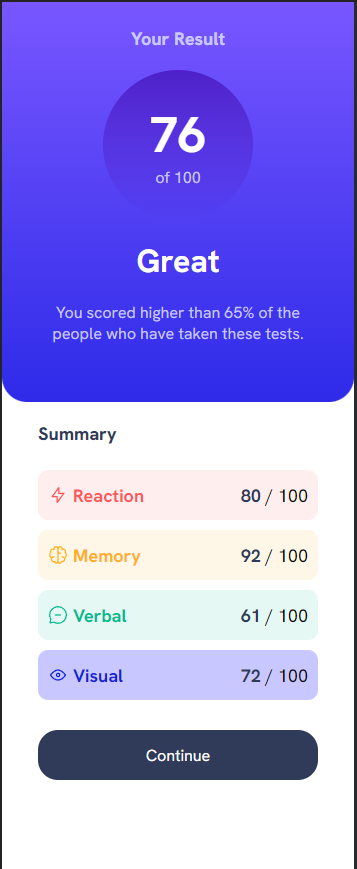 Your Result
76
of 100
Great
You scored higher than 65% of the
people who have taken these tests.
Summary
Reaction 80 / 100
Memory 92 / 100
Verbal 61 / 100
Visual 72 / 100
Continue